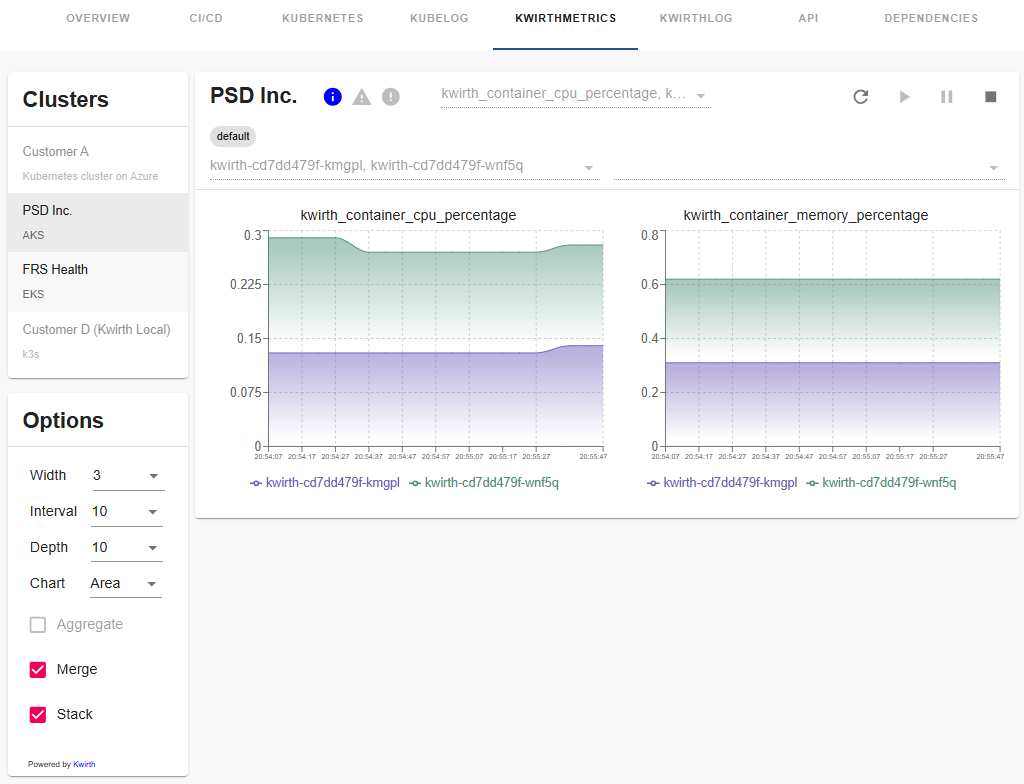 OVERVIEW CI/CD KUBERNETES KUBELOG KWIRTHMETRICS KWIRTHLOG API DEPENDENCIES
Clusters
Customer A
Kubernetes cluster on Azure
PSD Inc.
AKS
FRS Health
EKS
Customer D (Kwirth Local)
k3s
Options
Width 3
Interval 10
Depth 10
Chart Area
Aggregate
Merge
Stack
Powered by Kwirth
PSD Inc. kwirth_container_cpu_percentage, k...
default
kwirth-cd7dd479f-kmgpl, kwirth-cd7dd479f-wnf5q
kwirth_container_cpu_percentage
0.3
0.225
0.15
0.075
0
20:54:07 20:54:17 20:54:27 20:54:37 20:54:47 20:54:57 20:55:07 20:55:17 20:55:27 20:55:47
kwirth-cd7dd479f-kmgpl kwirth-cd7dd479f-wnf5q
kwirth_container_memory_percentage
0.8
0.6
0.4
0.2
0
20:54:07 20:54:17 20:54:27 20:54:37 20:54:47 20:54:57 20:55:07 20:55:17 20:55:27 20:55:47
kwirth-cd7dd479f-kmgpl kwirth-cd7dd479f-wnf5q